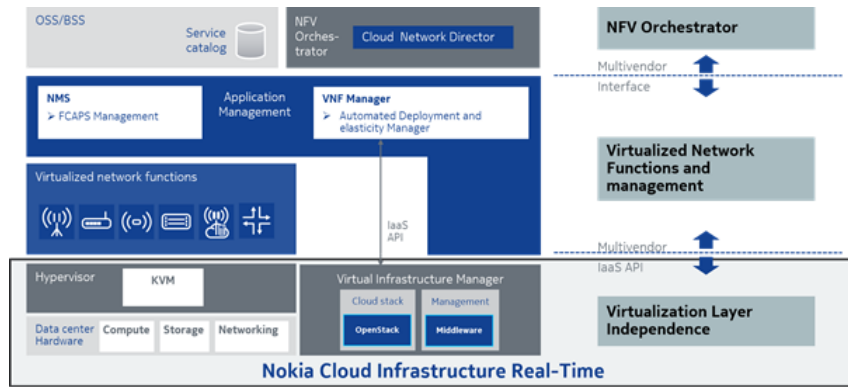 OSS/BSS
Service
catalog
NFV
Orches-
trator
Cloud Network Director
NFV Orchestrator
Multivendor
Interface
NMS
➢ FCAPS Management
Application
Management
VNF Manager
➢ Automated Deployment and
elasticity Manager
Virtualized Network
Functions and
management
Virtualized network functions
IaaS
API
Multivendor
IaaS API
Hypervisor
KVM
Virtual Infrastructure Manager
Cloud stack
OpenStack
Management
Middleware
Virtualization Layer
Independence
Data center
Hardware
Compute
Storage
Networking
Nokia Cloud Infrastructure Real-Time